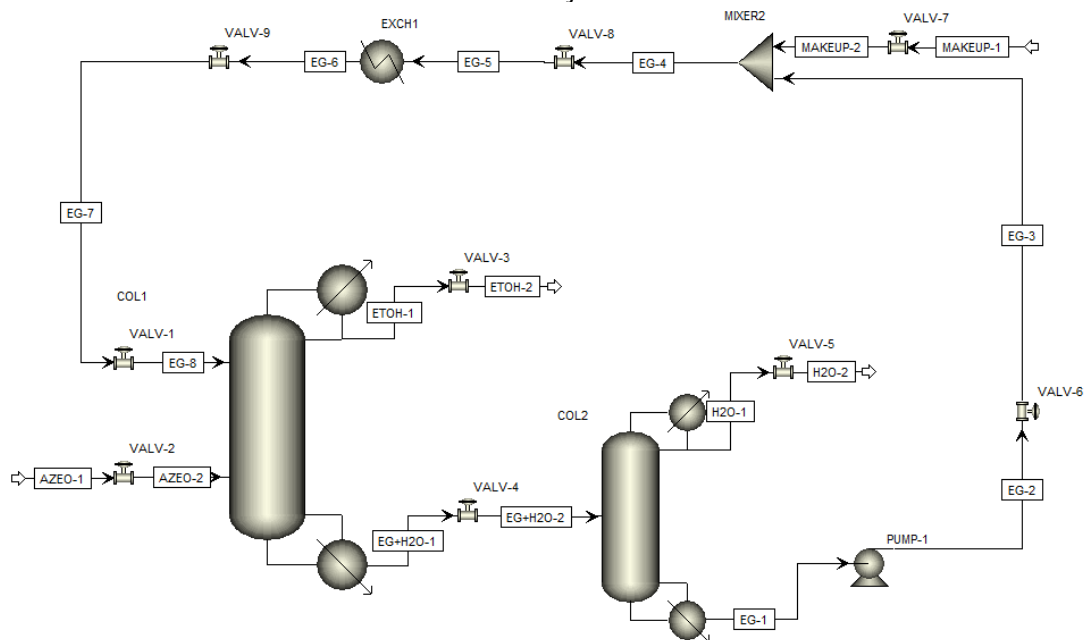 MIXER2
VALV-7
EXCH1
VALV-9
VALV-8
MAKEUP-2
MAKEUP-1
EG-6
EG-5
EG-4
EG-7
EG-3
VALV-3
ETOH-2
COL1
ETOH-1
VALV-1
EG-8
VALV-5
H2O-2
VALV-6
COL2
H2O-1
VALV-2
AZEO-1
AZEO-2
VALV-4
EG+H2O-2
EG-2
EG+H2O-1
PUMP-1
EG-1